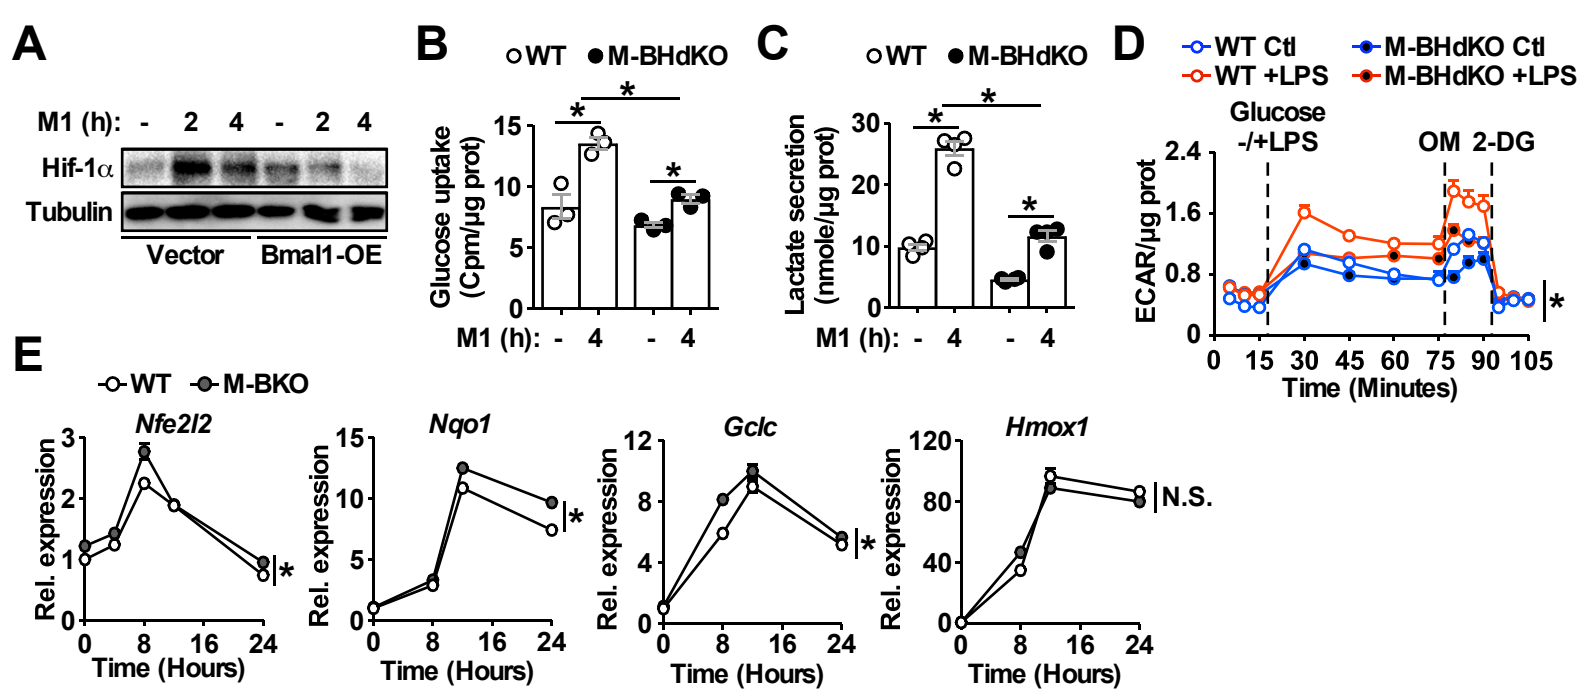 A
M1 (h): - 2 4 - 2 4
Hif-1α
Tubulin
Vector Bmal1-OE
B
WT M-BHdKO
Glucose uptake
(Cpm/µg prot)
15
10
5
0
* * *
M1 (h): - 4 - 4
C
WT M-BHdKO
Lactate secretion
(nmole/µg prot)
30
20
10
0
* * *
M1 (h): - 4 - 4
D
WT Ctl M-BHdKO Ctl
WT +LPS M-BHdKO +LPS
Glucose
-/+LPS OM 2-DG
ECAR/µg prot
2.4
1.6
0.8
0
*
0 15 30 45 60 75 90 105
Time (Minutes)
E
WT M-BKO
Nfe2l2
Rel. expression
3
2
1
0
*
0 8 16 24
Time (Hours)
Nqo1
Rel. expression
15
10
5
0
*
0 8 16 24
Time (Hours)
Gclc
Rel. expression
12
8
4
0
*
0 8 16 24
Time (Hours)
Hmox1
Rel. expression
120
80
40
0
N.S.
0 8 16 24
Time (Hours)